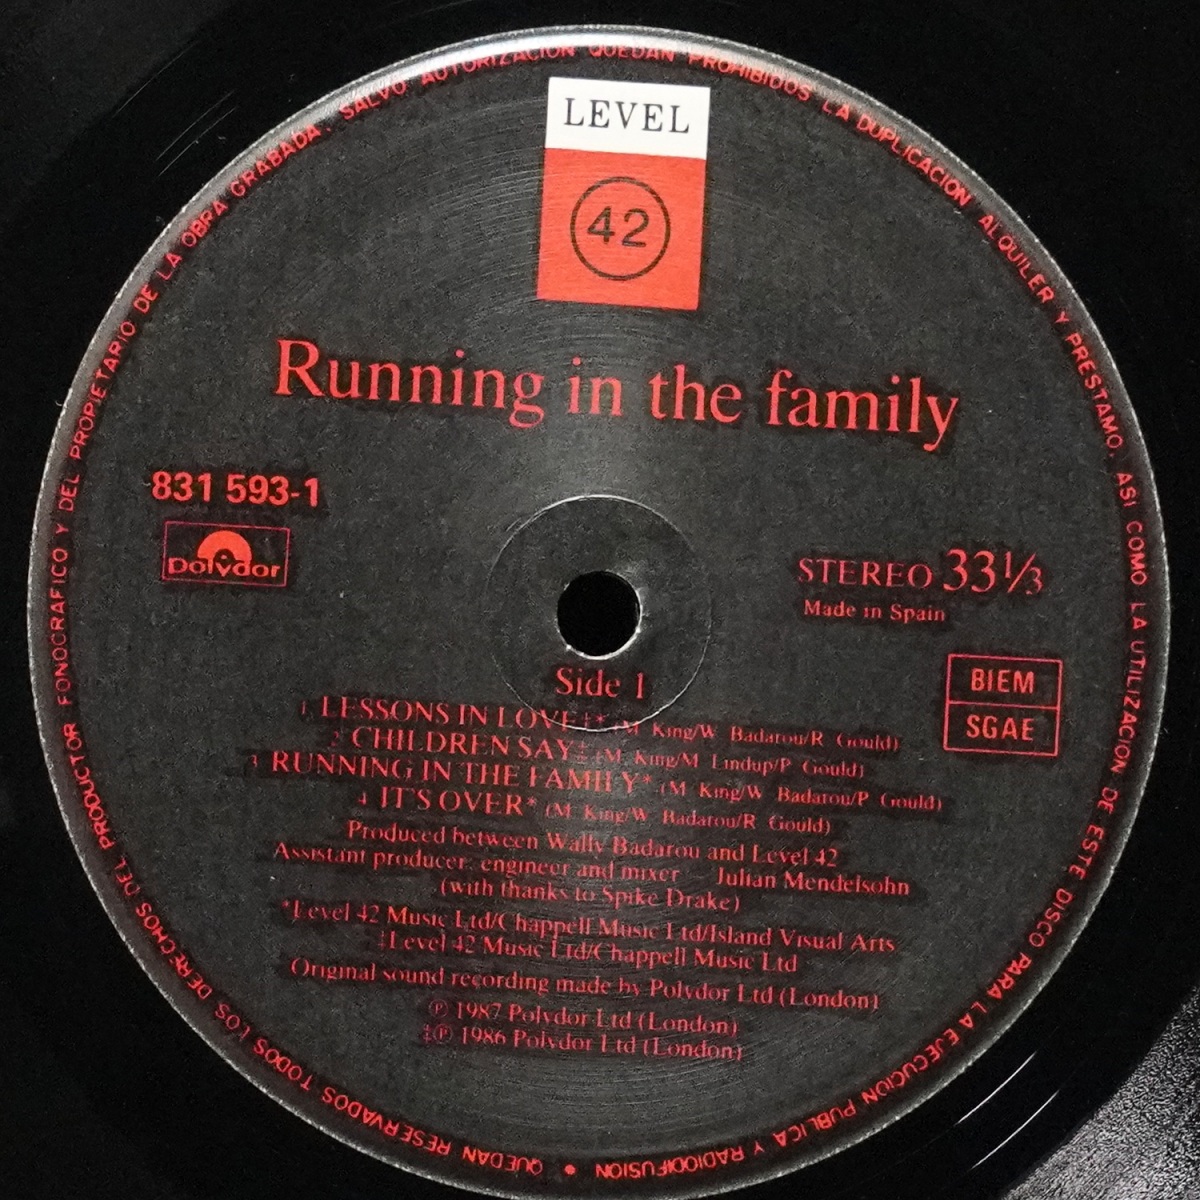 LEVEL
42
Running in the family
831 593-1
Polydor
STEREO 33⅓
Made in Spain
BIEM
SGAE
Side 1
1 LESSONS IN LOVE‡* (M King/W Badarou/R Gould)
2 CHILDREN SAY‡ (M King/M Lindup/P Gould)
3 RUNNING IN THE FAMILY* (M King/W Badarou/P Gould)
4 IT'S OVER* (M King/W Badarou/R Gould)
Produced between Wally Badarou and Level 42
Assistant producer, engineer and mixer Julian Mendelsohn
(with thanks to Spike Drake)
*Level 42 Music Ltd/Chappell Music Ltd/Island Visual Arts
‡Level 42 Music Ltd/Chappell Music Ltd
Original sound recording made by Polydor Ltd (London)
℗ 1987 Polydor Ltd (London)
‡℗ 1986 Polydor Ltd (London)
QUEDAN RESERVADOS TODOS LOS DERECHOS DEL PRODUCTOR FONOGRAFICO Y DEL PROPIETARIO DE LA OBRA GRABADA. SALVO AUTORIZACION QUEDAN PROHIBIDOS LA DUPLICACION ALQUILER Y PRESTAMO, ASI COMO LA UTILIZACION DE ESTE DISCO PARA LA EJECUCION PUBLICA Y RADIODIFUSION •